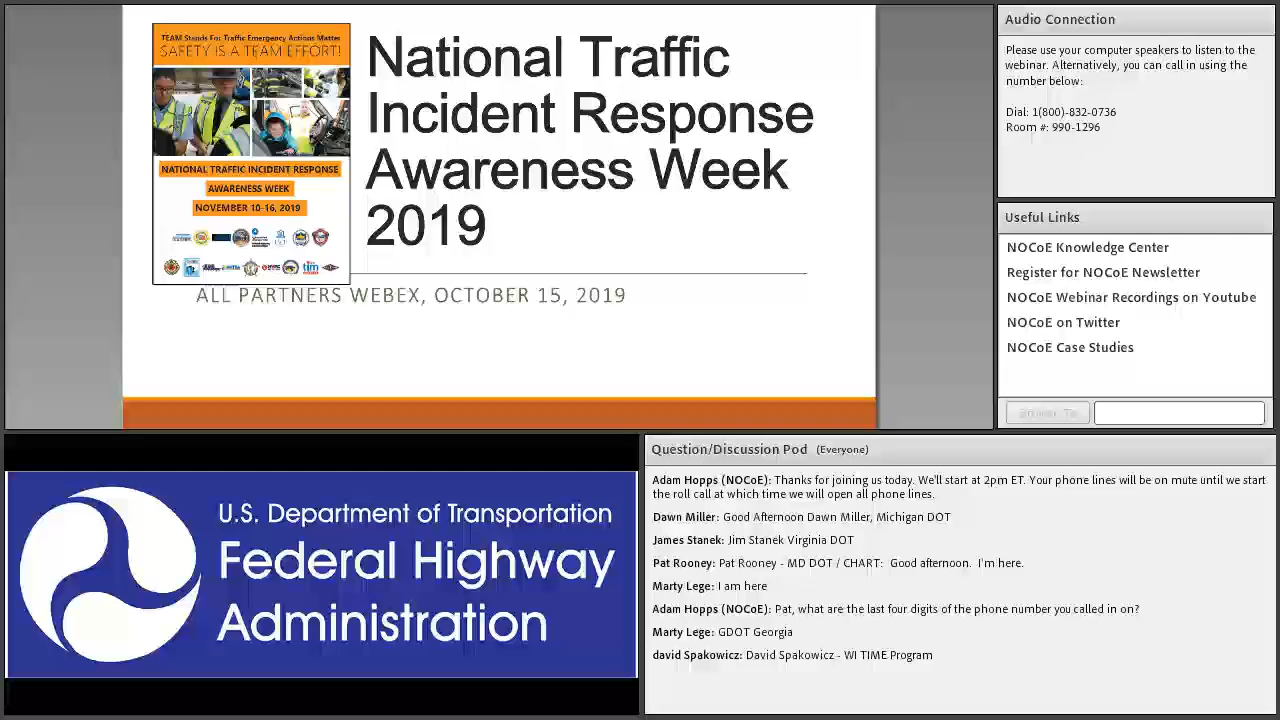 TEAM Stands For Traffic Emergency Actions Matter
SAFETY IS A TEAM EFFORT!
NATIONAL TRAFFIC INCIDENT RESPONSE
AWARENESS WEEK
NOVEMBER 10-16, 2019
tim
National Traffic
Incident Response
Awareness Week
2019
ALL PARTNERS WEBEX, OCTOBER 15, 2019
Audio Connection
Please use your computer speakers to listen to the
webinar. Alternatively, you can call in using the
number below:
Dial: 1(800)-832-0736
Room #: 990-1296
Useful Links
NOCoE Knowledge Center
Register for NOCoE Newsletter
NOCoE Webinar Recordings on Youtube
NOCoE on Twitter
NOCoE Case Studies
Browse To
U.S. Department of Transportation
Federal Highway
Administration
Question/Discussion Pod (Everyone)
Adam Hopps (NOCoE): Thanks for joining us today. We'll start at 2pm ET. Your phone lines will be on mute until we start
the roll call at which time we will open all phone lines.
Dawn Miller: Good Afternoon Dawn Miller, Michigan DOT
James Stanek: Jim Stanek Virginia DOT
Pat Rooney: Pat Rooney - MD DOT / CHART: Good afternoon. I'm here.
Marty Lege: I am here
Adam Hopps (NOCoE): Pat, what are the last four digits of the phone number you called in on?
Marty Lege: GDOT Georgia
david Spakowicz: David Spakowicz - WI TIME Program